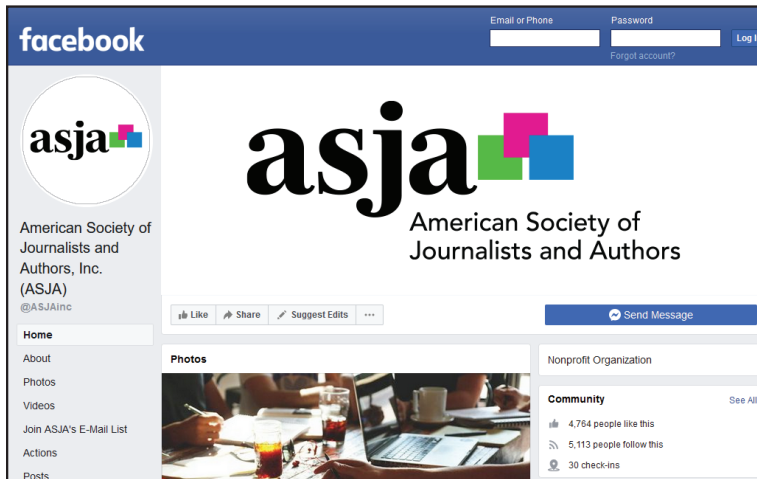 facebook
Email or Phone
Password
Log I
Forgot account?
asja
asja
American Society of
Journalists and Authors
American Society of
Journalists and
Authors, Inc.
(ASJA)
@ASJAinc
Like
Share
Suggest Edits
Send Message
Home
About
Photos
Videos
Join ASJA's E-Mail List
Actions
Posts
Photos
Nonprofit Organization
Community
See All
4,764 people like this
5,113 people follow this
30 check-ins